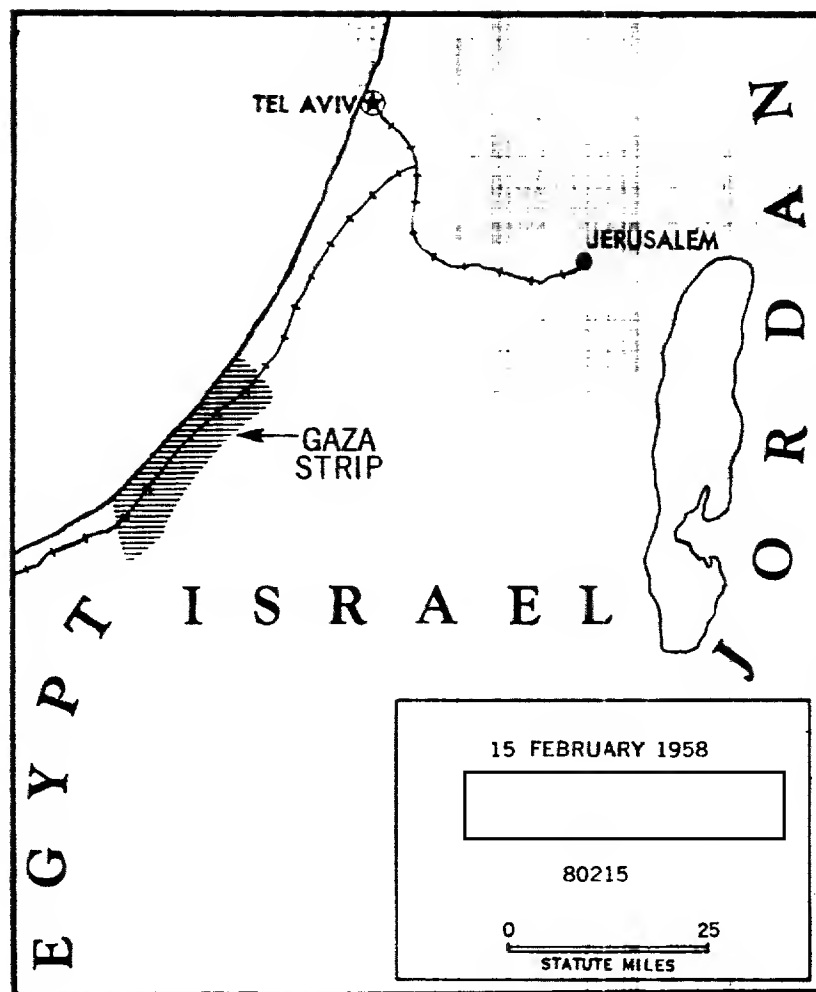 TEL AVIV
JERUSALEM
JORDAN
GAZA
STRIP
ISRAEL
EGYPT
15 FEBRUARY 1958
80215
0 25
STATUTE MILES